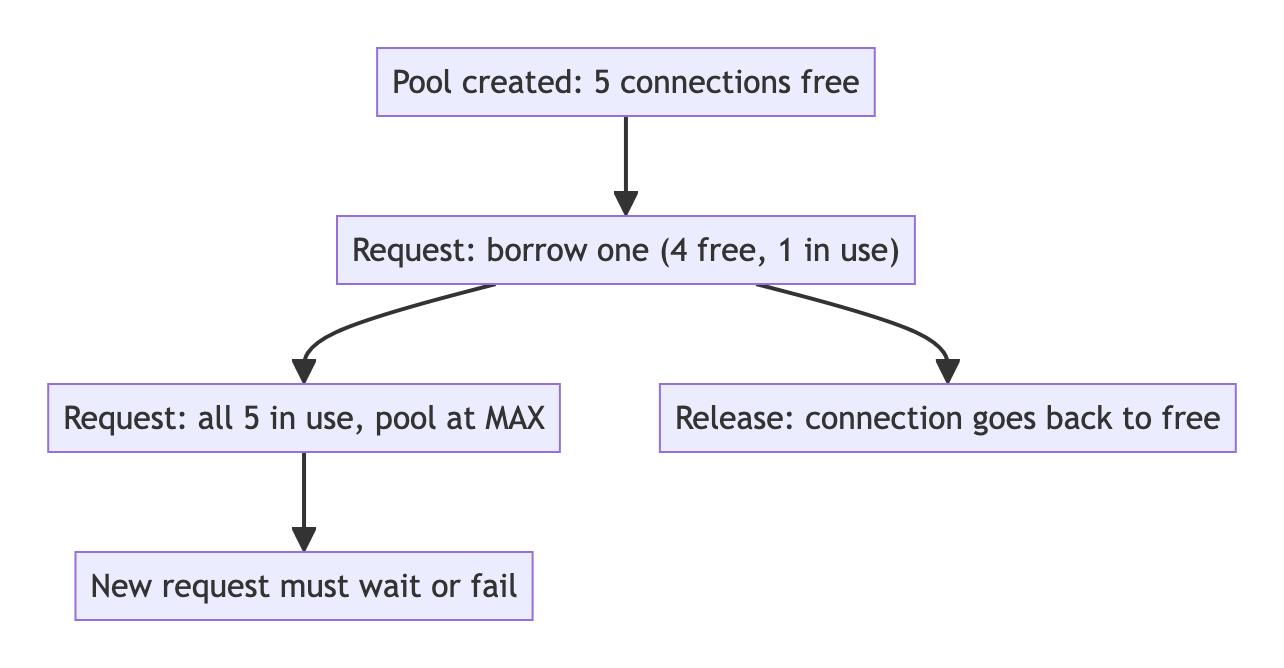 Pool created: 5 connections free
Request: borrow one (4 free, 1 in use)
Request: all 5 in use, pool at MAX
Release: connection goes back to free
New request must wait or fail